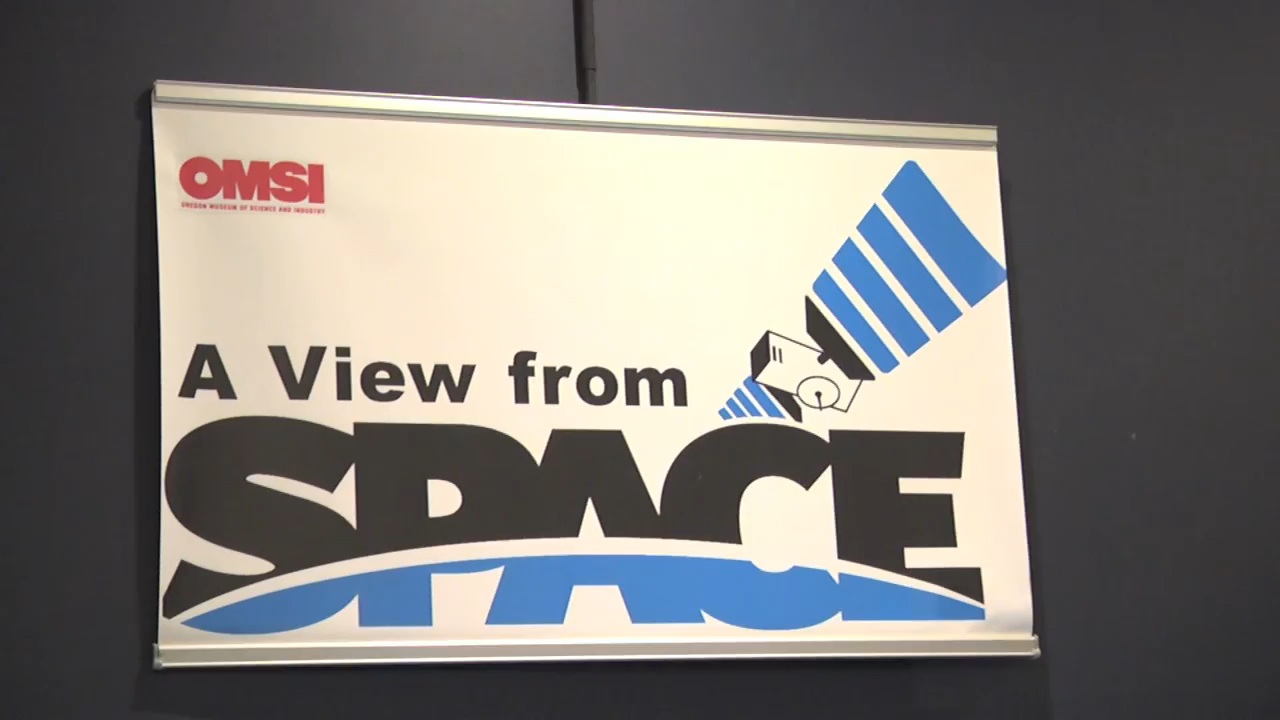 OMSI
OREGON MUSEUM OF SCIENCE AND INDUSTRY
A View from
SPACE